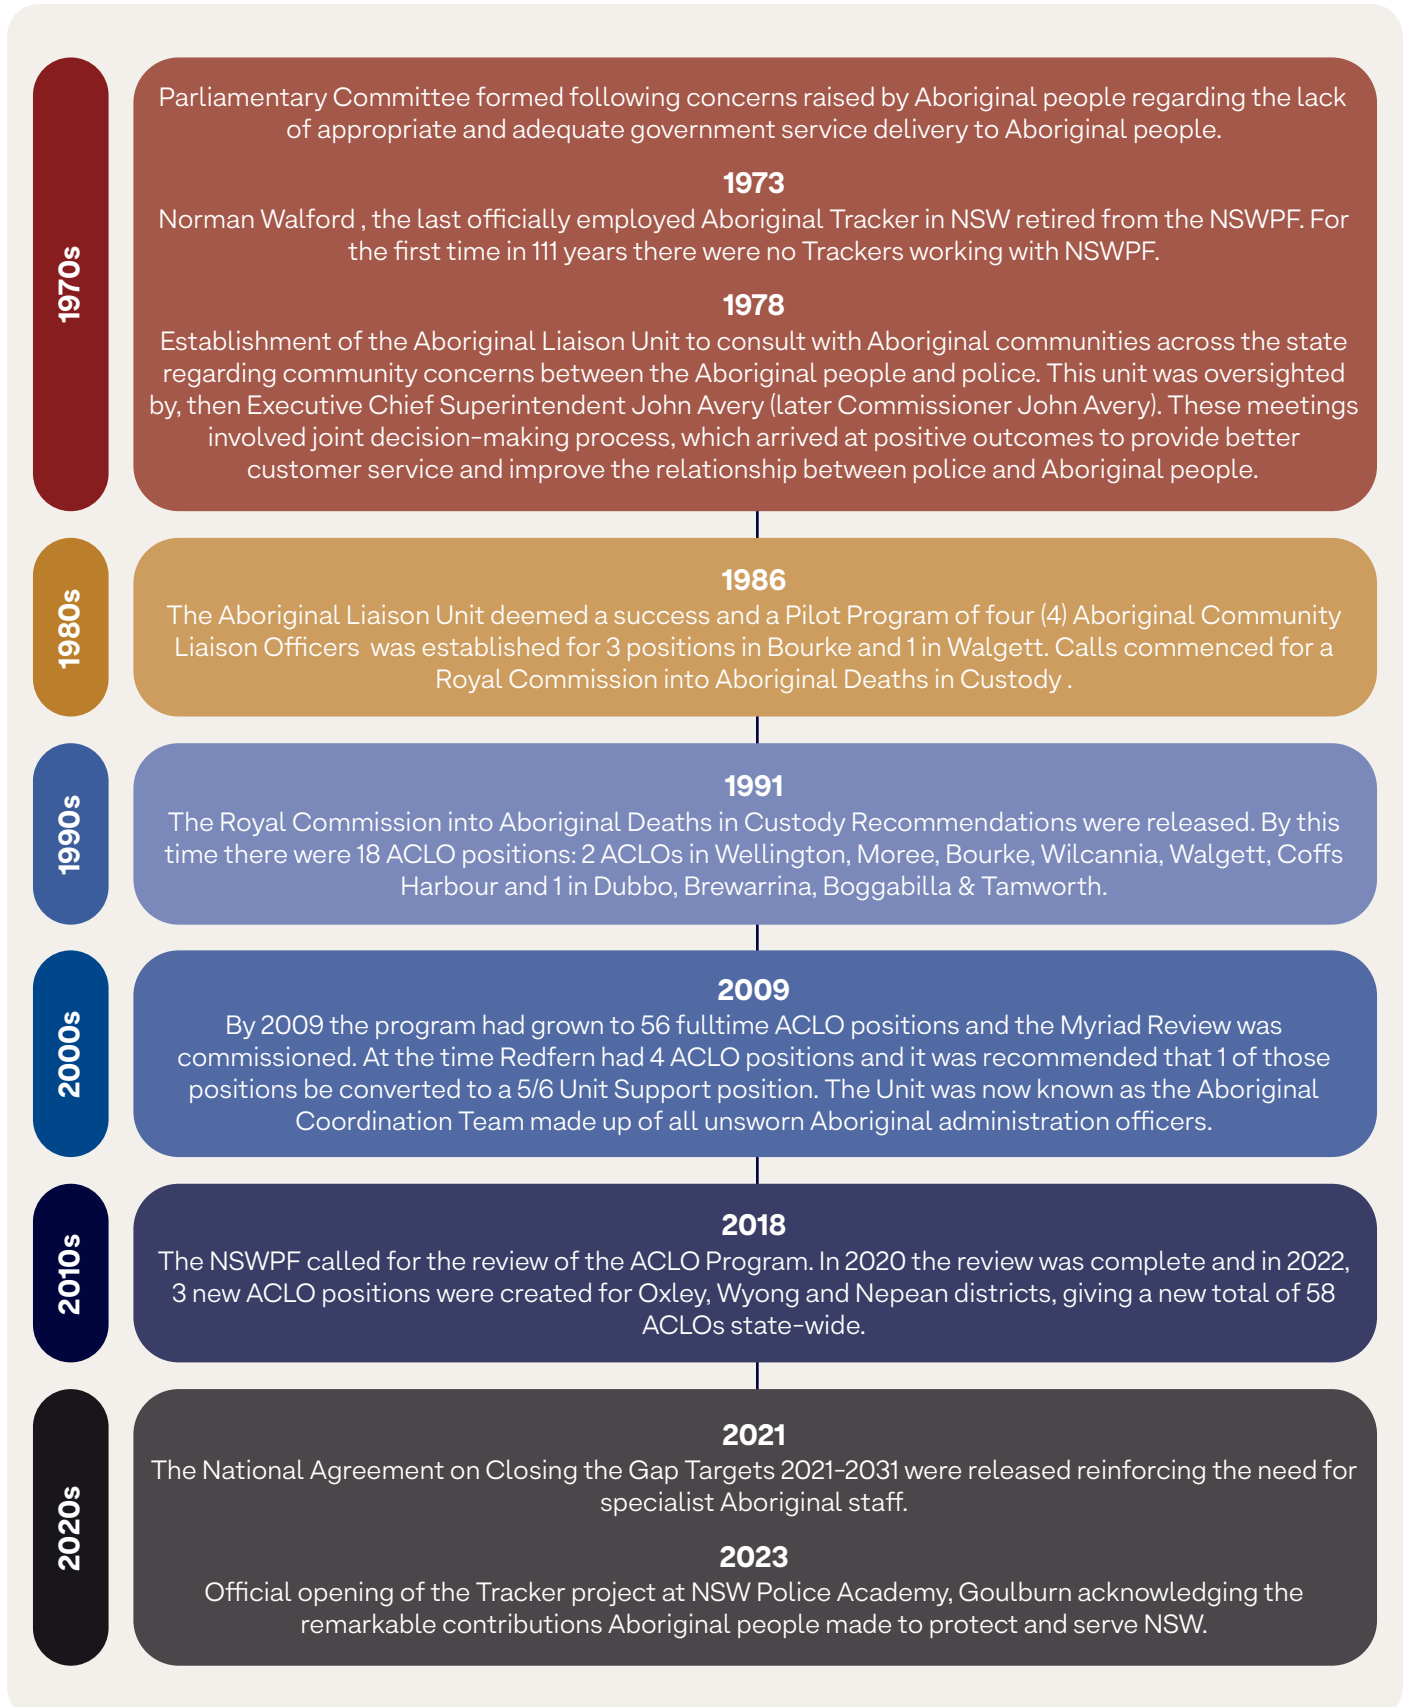 1970s
Parliamentary Committee formed following concerns raised by Aboriginal people regarding the lack
of appropriate and adequate government service delivery to Aboriginal people.
1973
Norman Walford , the last officially employed Aboriginal Tracker in NSW retired from the NSWPF. For
the first time in 111 years there were no Trackers working with NSWPF.
1978
Establishment of the Aboriginal Liaison Unit to consult with Aboriginal communities across the state
regarding community concerns between the Aboriginal people and police. This unit was oversighted
by, then Executive Chief Superintendent John Avery (later Commissioner John Avery). These meetings
involved joint decision-making process, which arrived at positive outcomes to provide better
customer service and improve the relationship between police and Aboriginal people.
1980s
1986
The Aboriginal Liaison Unit deemed a success and a Pilot Program of four (4) Aboriginal Community
Liaison Officers  was established for 3 positions in Bourke and 1 in Walgett. Calls commenced for a
Royal Commission into Aboriginal Deaths in Custody .
1990s
1991
The Royal Commission into Aboriginal Deaths in Custody Recommendations were released. By this
time there were 18 ACLO positions: 2 ACLOs in Wellington, Moree, Bourke, Wilcannia, Walgett, Coffs
Harbour and 1 in Dubbo, Brewarrina, Boggabilla & Tamworth.
2000s
2009
By 2009 the program had grown to 56 fulltime ACLO positions and the Myriad Review was
commissioned. At the time Redfern had 4 ACLO positions and it was recommended that 1 of those
positions be converted to a 5/6 Unit Support position. The Unit was now known as the Aboriginal
Coordination Team made up of all unsworn Aboriginal administration officers.
2010s
2018
The NSWPF called for the review of the ACLO Program. In 2020 the review was complete and in 2022,
3 new ACLO positions were created for Oxley, Wyong and Nepean districts, giving a new total of 58
ACLOs state-wide.
2020s
2021
The National Agreement on Closing the Gap Targets 2021-2031 were released reinforcing the need for
specialist Aboriginal staff.
2023
Official opening of the Tracker project at NSW Police Academy, Goulburn acknowledging the
remarkable contributions Aboriginal people made to protect and serve NSW.